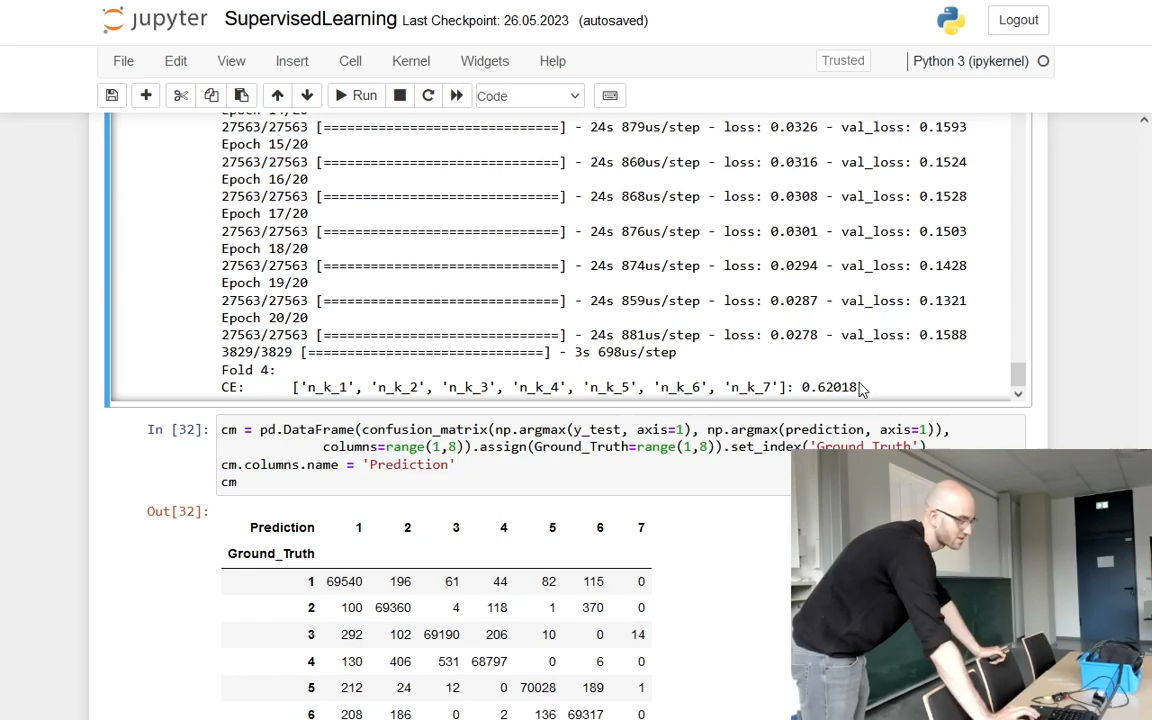 jupyter SupervisedLearning Last Checkpoint: 26.05.2023 (autosaved)
Logout
File Edit View Insert Cell Kernel Widgets Help
Trusted Python 3 (ipykernel)
Run Code
27563/27563 [==============================] - 24s 879us/step - loss: 0.0326 - val_loss: 0.1593
Epoch 15/20
27563/27563 [==============================] - 24s 860us/step - loss: 0.0316 - val_loss: 0.1524
Epoch 16/20
27563/27563 [==============================] - 24s 868us/step - loss: 0.0308 - val_loss: 0.1528
Epoch 17/20
27563/27563 [==============================] - 24s 876us/step - loss: 0.0301 - val_loss: 0.1503
Epoch 18/20
27563/27563 [==============================] - 24s 874us/step - loss: 0.0294 - val_loss: 0.1428
Epoch 19/20
27563/27563 [==============================] - 24s 859us/step - loss: 0.0287 - val_loss: 0.1321
Epoch 20/20
27563/27563 [==============================] - 24s 881us/step - loss: 0.0278 - val_loss: 0.1588
3829/3829 [==============================] - 3s 698us/step
Fold 4:
CE: ['n_k_1', 'n_k_2', 'n_k_3', 'n_k_4', 'n_k_5', 'n_k_6', 'n_k_7']: 0.62018
In [32]: cm = pd.DataFrame(confusion_matrix(np.argmax(y_test, axis=1), np.argmax(prediction, axis=1)),
columns=range(1,8)).assign(Ground_Truth=range(1,8)).set_index('Ground_Truth')
cm.columns.name = 'Prediction'
cm
Out[32]:
Prediction 1 2 3 4 5 6 7
Ground_Truth
1 69540 196 61 44 82 115 0
2 100 69360 4 118 1 370 0
3 292 102 69190 206 10 0 14
4 130 406 531 68797 0 6 0
5 212 24 12 0 70028 189 1
6 208 186 0 2 136 69317 0